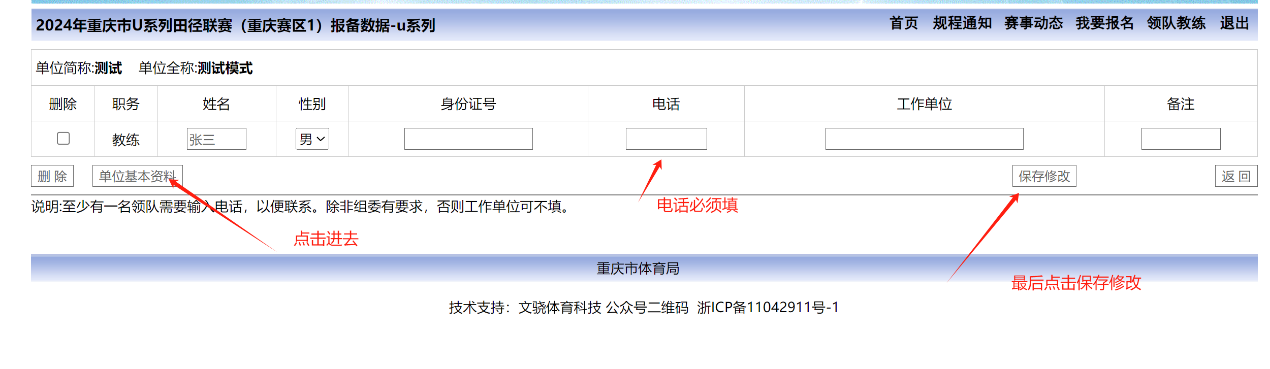 2024年重庆市U系列田径联赛（重庆赛区1）报备数据-u系列 首页 规程通知 赛事动态 我要报名 领队教练 退出
单位简称:测试 单位全称:测试模式
删除 职务 姓名 性别 身份证号 电话 工作单位 备注
教练 张三 男
删 除 单位基本资料 保存修改 返 回
说明:至少有一名领队需要输入电话，以便联系。除非组委有要求，否则工作单位可不填。
电话必须填
点击进去
重庆市体育局
最后点击保存修改
技术支持：文骁体育科技 公众号二维码 浙ICP备11042911号-1